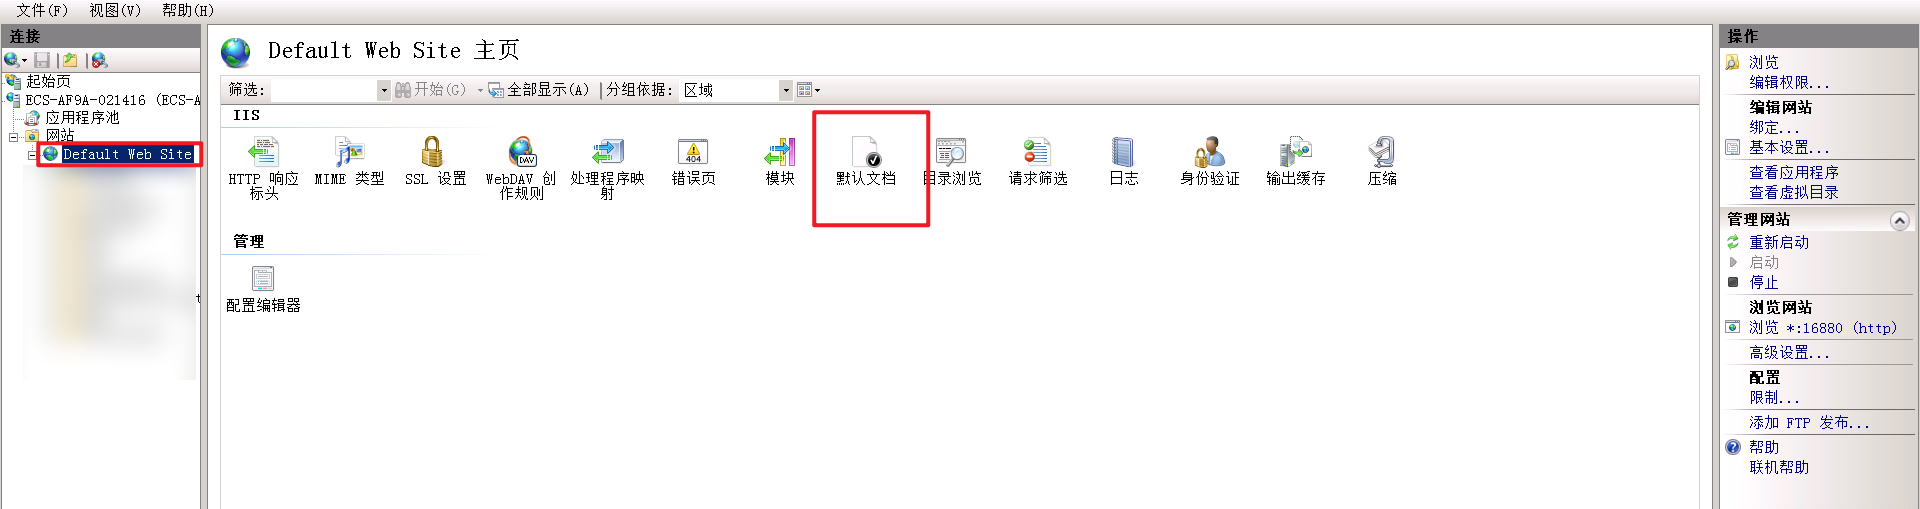 文件(F) 视图(V) 帮助(H)
连接
起始页
ECS-AF9A-021416 (ECS-A
应用程序池
网站
Default Web Site
t
Default Web Site 主页
筛选: 开始(G) 全部显示(A) 分组依据: 区域
IIS
HTTP 响应标头
MIME 类型
SSL 设置
WebDAV 创作规则
DAV
处理程序映射
404
错误页
模块
默认文档
目录浏览
请求筛选
日志
身份验证
输出缓存
压缩
管理
配置编辑器
操作
浏览
编辑权限...
编辑网站
绑定...
基本设置...
查看应用程序
查看虚拟目录
管理网站
重新启动
启动
停止
浏览网站
浏览 *:16880 (http)
高级设置...
配置
限制...
添加 FTP 发布...
帮助
联机帮助